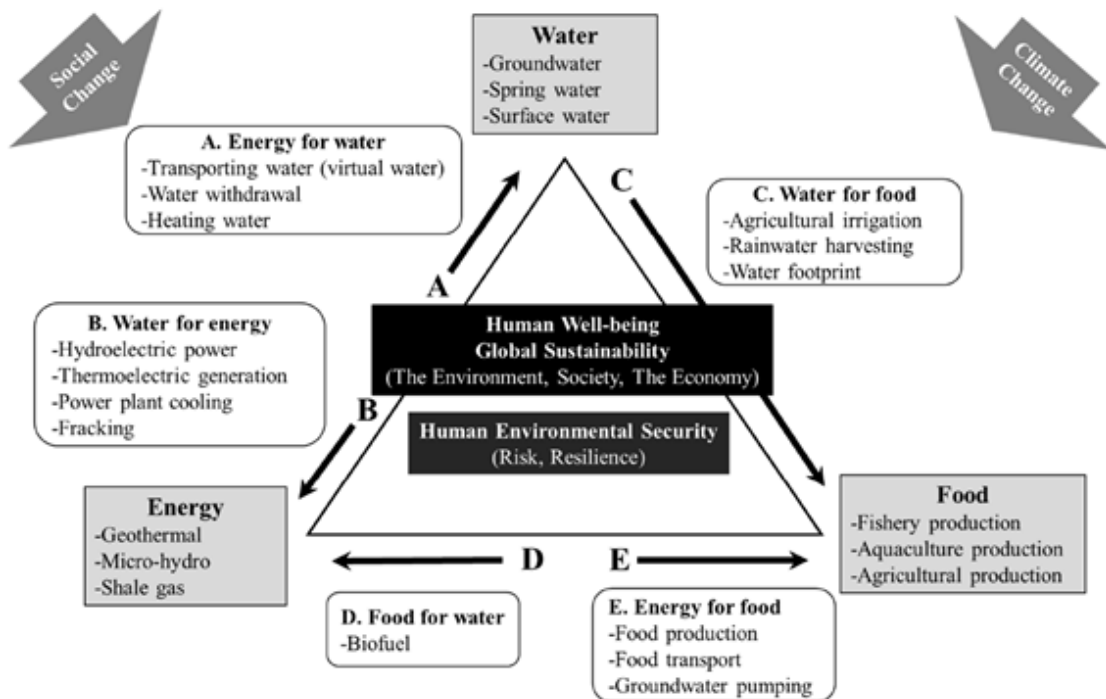 Social
Change
Climate
Change
Water
-Groundwater
-Spring water
-Surface water
A. Energy for water
-Transporting water (virtual water)
-Water withdrawal
-Heating water
C
C. Water for food
-Agricultural irrigation
-Rainwater harvesting
-Water footprint
A
B. Water for energy
-Hydroelectric power
-Thermoelectric generation
-Power plant cooling
-Fracking
Human Well-being
Global Sustainability
(The Environment, Society, The Economy)
B
Human Environmental Security
(Risk, Resilience)
Energy
-Geothermal
-Micro-hydro
-Shale gas
Food
-Fishery production
-Aquaculture production
-Agricultural production
D
E
D. Food for water
-Biofuel
E. Energy for food
-Food production
-Food transport
-Groundwater pumping